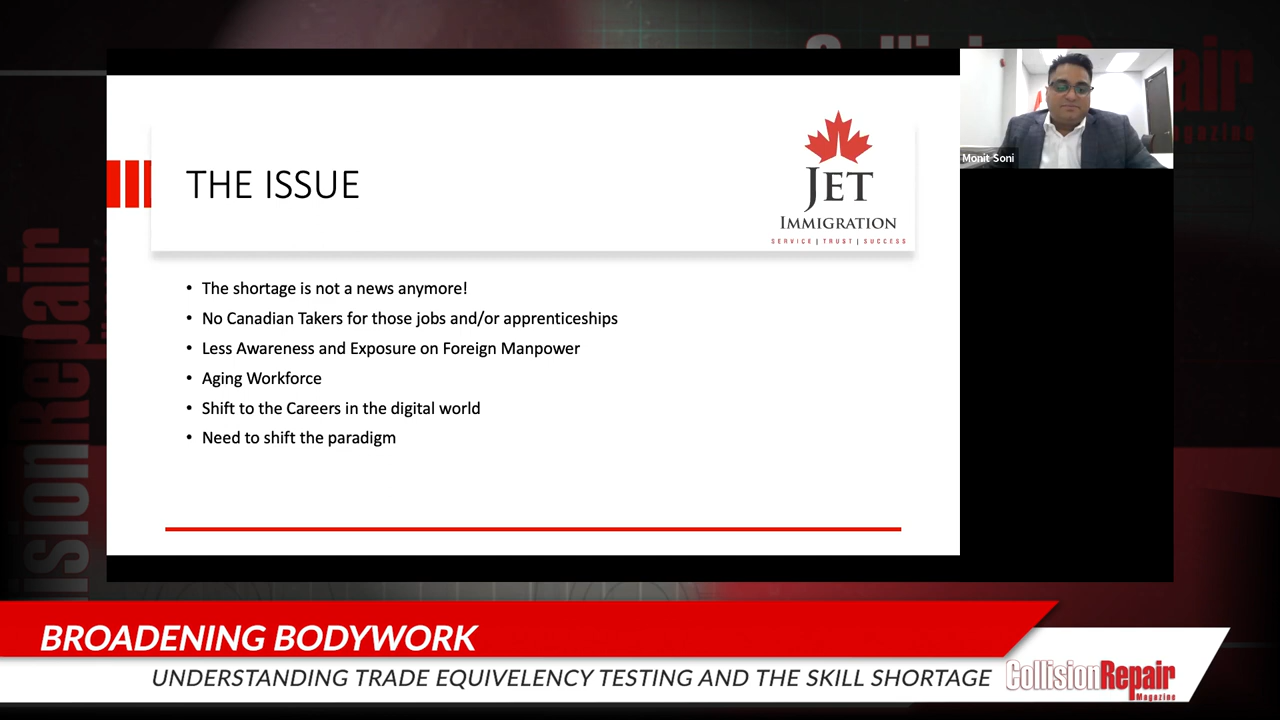 THE ISSUE
JET
IMMIGRATION
SERVICE | TRUST | SUCCESS
• The shortage is not a news anymore!
• No Canadian Takers for those jobs and/or apprenticeships
• Less Awareness and Exposure on Foreign Manpower
• Aging Workforce
• Shift to the Careers in the digital world
• Need to shift the paradigm
Monit Soni
BROADENING BODYWORK
UNDERSTANDING TRADE EQUIVELENCY TESTING AND THE SKILL SHORTAGE
CollisionRepair
Magazine